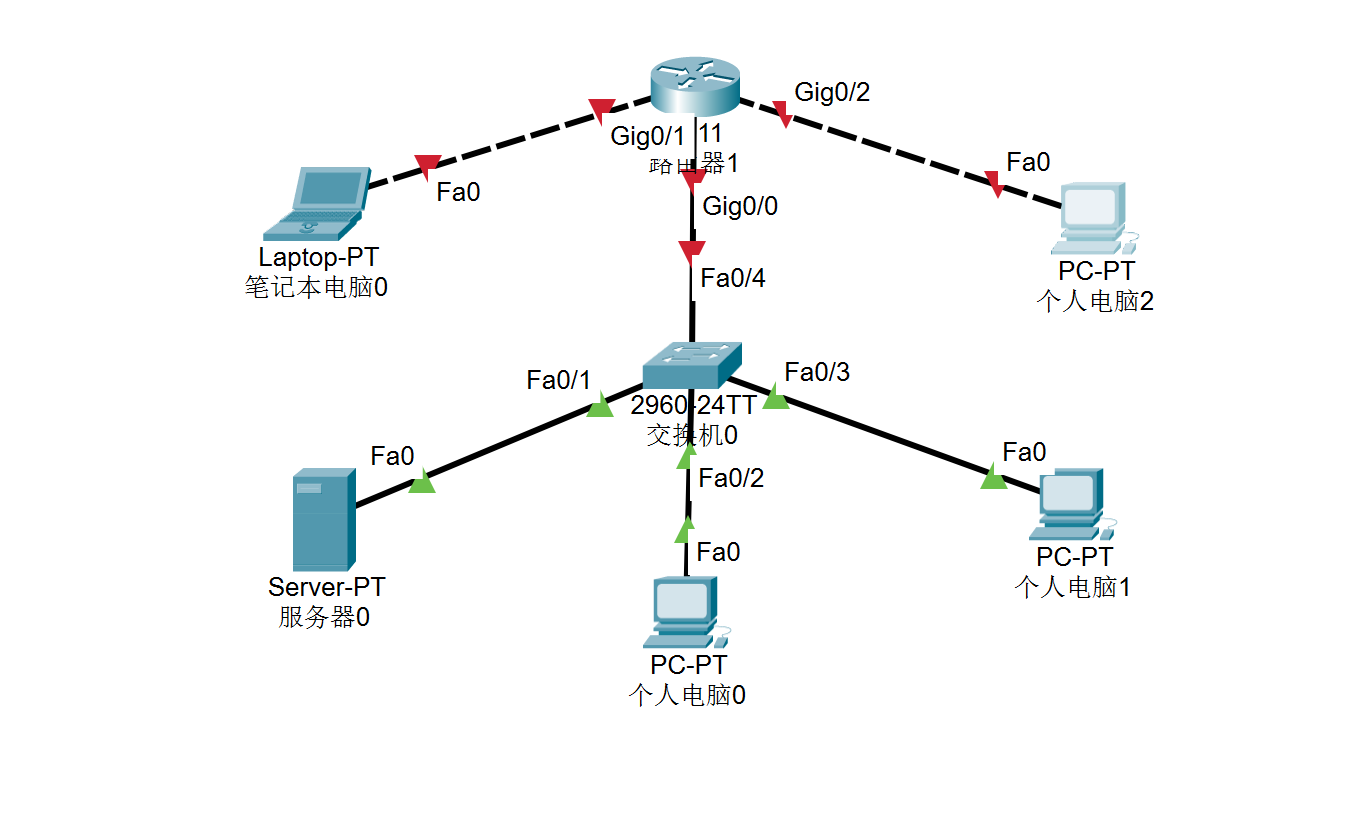 Gig0/2
Gig0/1
11
路由器1
Fa0
Fa0
Gig0/0
Laptop-PT
笔记本电脑0
PC-PT
个人电脑2
Fa0/4
Fa0/1
Fa0/3
2960-24TT
交换机0
Fa0
Fa0
Fa0/2
Fa0
PC-PT
个人电脑1
Server-PT
服务器0
PC-PT
个人电脑0